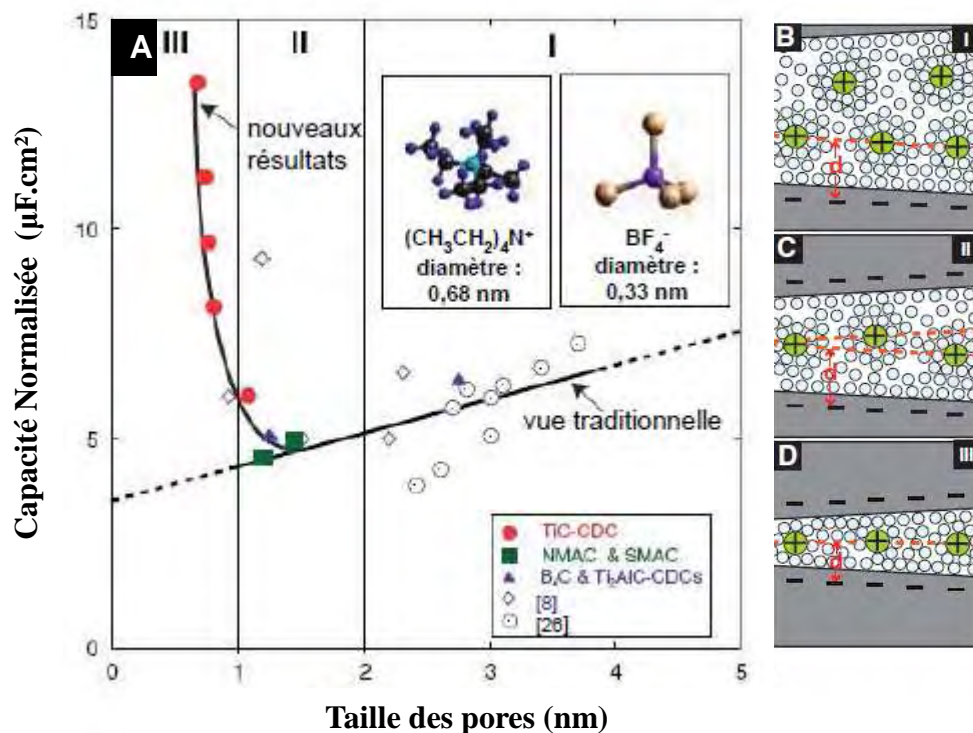 A
III
II
I
15
10
5
0
nouveaux
résultats
(CH₃CH₂)₄N⁺
diamètre :
0,68 nm
BF₄⁻
diamètre :
0,33 nm
vue traditionnelle
TiC-CDC
NMAC & SMAC
B₄C & Ti₂AlC-CDCs
[8]
[26]
0
1
2
3
4
5
Capacité Normalisée (µF.cm²)
Taille des pores (nm)
B
I
d
C
II
d
D
III
d